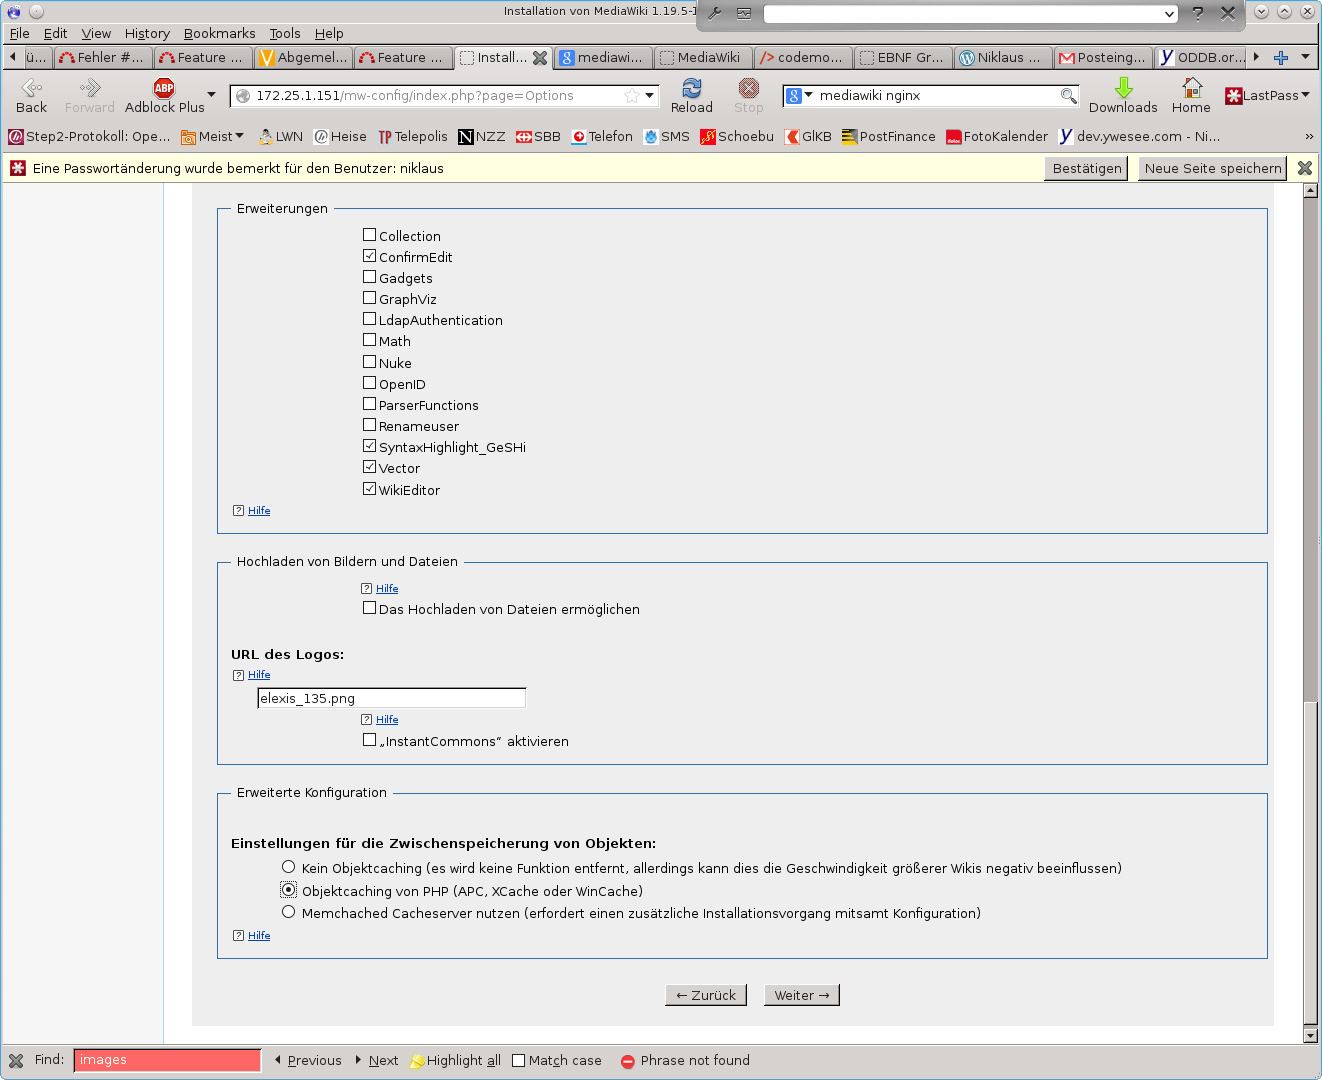 Installation von MediaWiki 1.19.5-1
File Edit View History Bookmarks Tools Help
ü... Fehler #... Feature ... Abgemel... Feature ... Install... mediawi... MediaWiki codemo... EBNF Gr... Niklaus ... Posteing... ODDB.or...
Back Forward Adblock Plus 172.25.1.151/mw-config/index.php?page=Options Reload Stop mediawiki nginx Downloads Home LastPass
Step2-Protokoll: Ope... Meist LWN Heise Telepolis NZZ SBB Telefon SMS Schoebu GlKB PostFinance FotoKalender dev.ywesee.com - Ni... »
Eine Passwortänderung wurde bemerkt für den Benutzer: niklaus Bestätigen Neue Seite speichern
Erweiterungen
Collection
ConfirmEdit
Gadgets
GraphViz
LdapAuthentication
Math
Nuke
OpenID
ParserFunctions
Renameuser
SyntaxHighlight_GeSHi
Vector
WikiEditor
? Hilfe
Hochladen von Bildern und Dateien
? Hilfe
Das Hochladen von Dateien ermöglichen
URL des Logos:
? Hilfe
elexis_135.png
? Hilfe
„InstantCommons“ aktivieren
Erweiterte Konfiguration
Einstellungen für die Zwischenspeicherung von Objekten:
Kein Objektcaching (es wird keine Funktion entfernt, allerdings kann dies die Geschwindigkeit größerer Wikis negativ beeinflussen)
Objektcaching von PHP (APC, XCache oder WinCache)
Memchached Cacheserver nutzen (erfordert einen zusätzliche Installationsvorgang mitsamt Konfiguration)
? Hilfe
← Zurück Weiter →
Find: images Previous Next Highlight all Match case Phrase not found